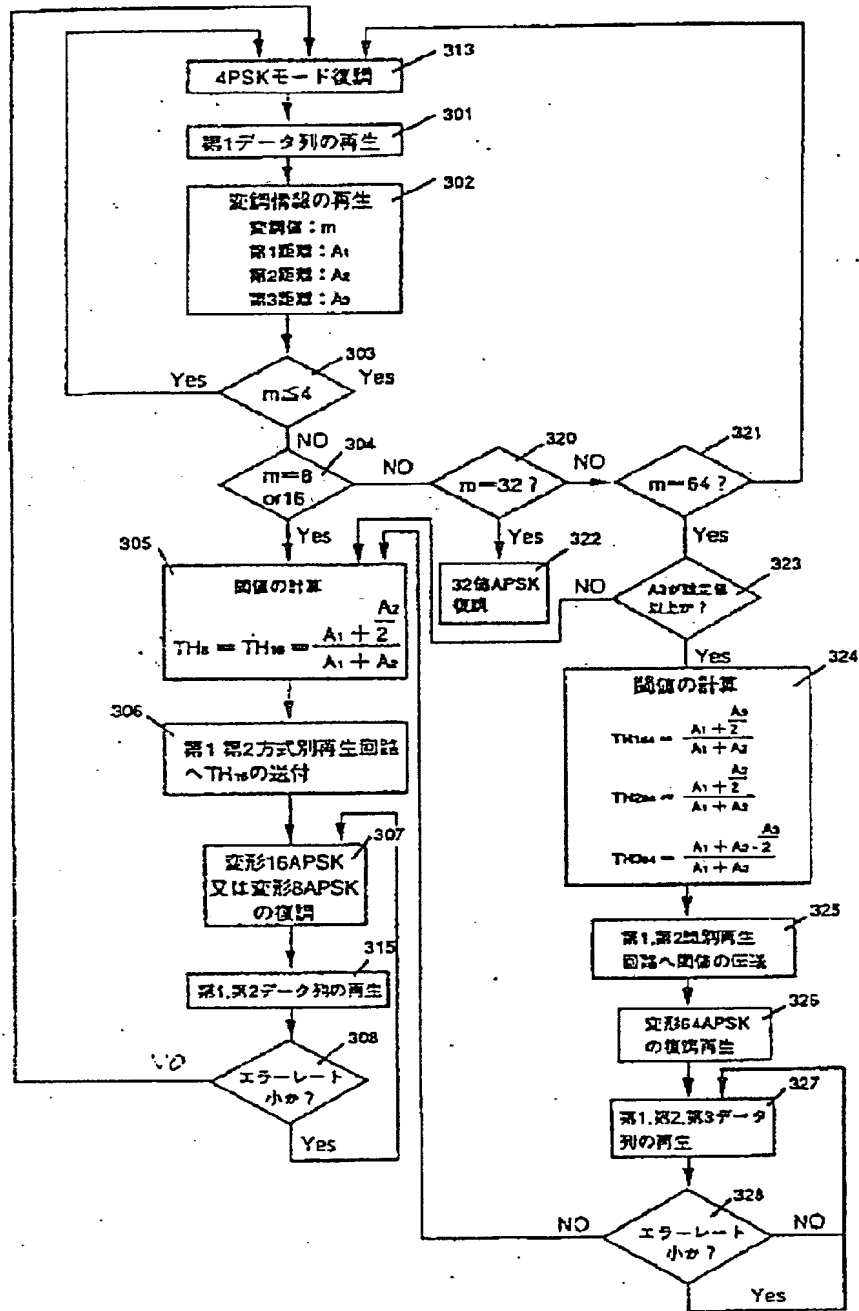 313
4PSKモード復調
301
第1データ列の再生
302
変調情報の再生
変調値：m
第1距離：A1
第2距離：A2
第3距離：A3
303
Yes
Yes
m≦4
NO
304
m=8
or16
NO
320
m=32？
NO
321
m=64？
Yes
305
Yes
322
32値APSK
復調
Yes
323
NO
A3が設定値
以上か？
閾値の計算
TH8 = TH16 = (A1 + A2/2) / (A1 + A2)
Yes
324
閾値の計算
TH164 = (A1 + A3/2) / (A1 + A2)
TH264 = (A1 + A2/2) / (A1 + A2)
TH364 = (A1 + A2 - A3/2) / (A1 + A2)
306
第1 第2方式別再生回路
へTH16の送付
307
変形16APSK
又は変形8APSK
の復調
325
第1.第2識別再生
回路へ閾値の伝送
315
第1.第2データ列の再生
326
変形64APSK
の復調再生
NO
308
エラーレート
小か？
Yes
327
第1.第2.第3データ
列の再生
328
NO
エラーレート
小か？
NO
Yes